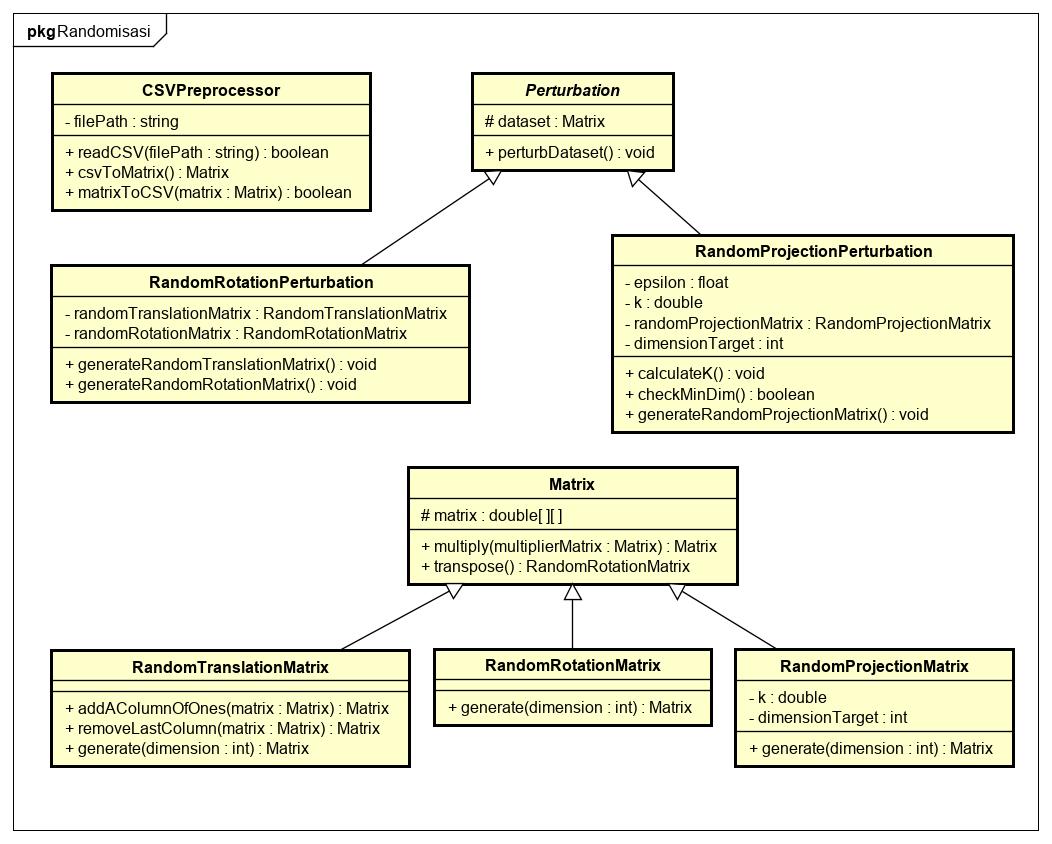 pkg Randomisasi
CSVPreprocessor
- filePath : string
+ readCSV(filePath : string) : boolean
+ csvToMatrix() : Matrix
+ matrixToCSV(matrix : Matrix) : boolean
Perturbation
# dataset : Matrix
+ perturbDataset() : void
RandomRotationPerturbation
- randomTranslationMatrix : RandomTranslationMatrix
- randomRotationMatrix : RandomRotationMatrix
+ generateRandomTranslationMatrix() : void
+ generateRandomRotationMatrix() : void
RandomProjectionPerturbation
- epsilon : float
- k : double
- randomProjectionMatrix : RandomProjectionMatrix
- dimensionTarget : int
+ calculateK() : void
+ checkMinDim() : boolean
+ generateRandomProjectionMatrix() : void
Matrix
# matrix : double[ ][ ]
+ multiply(multiplierMatrix : Matrix) : Matrix
+ transpose() : RandomRotationMatrix
RandomTranslationMatrix
+ addAColumnOfOnes(matrix : Matrix) : Matrix
+ removeLastColumn(matrix : Matrix) : Matrix
+ generate(dimension : int) : Matrix
RandomRotationMatrix
+ generate(dimension : int) : Matrix
RandomProjectionMatrix
- k : double
- dimensionTarget : int
+ generate(dimension : int) : Matrix